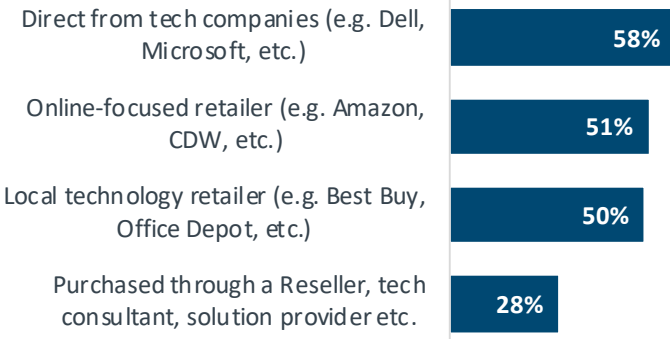 Direct from tech companies (e.g. Dell,
Microsoft, etc.)
58%
Online-focused retailer (e.g. Amazon,
CDW, etc.)
51%
Local technology retailer (e.g. Best Buy,
Office Depot, etc.)
50%
Purchased through a Reseller, tech
consultant, solution provider etc.
28%